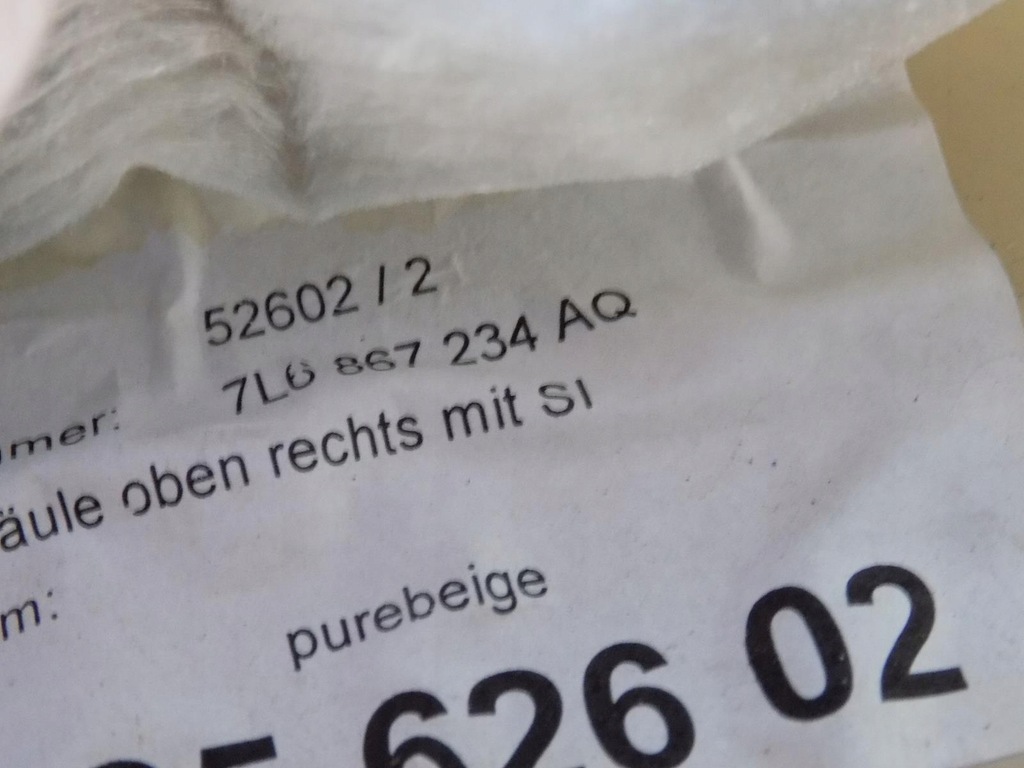 52602 / 2
mer: 7L6 867 234 AQ
äule oben rechts mit SI
m: purebeige
626 02